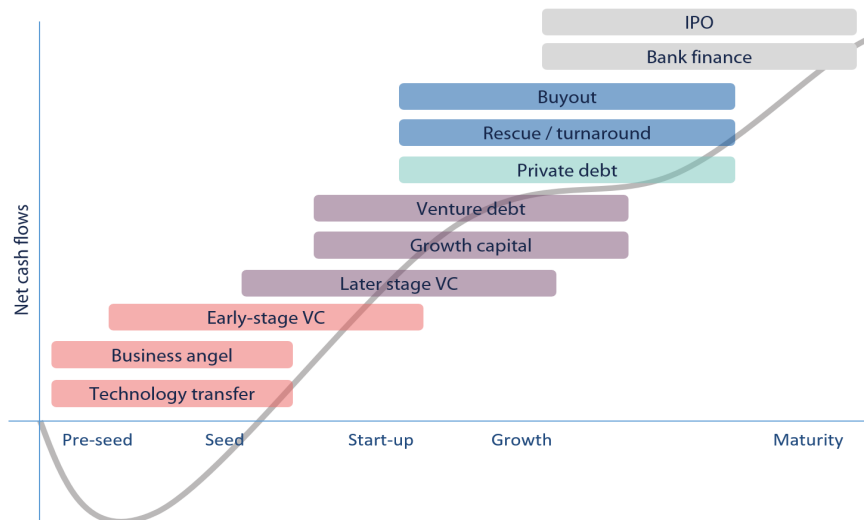 IPO
Bank finance
Buyout
Rescue / turnaround
Private debt
Venture debt
Growth capital
Later stage VC
Early-stage VC
Business angel
Technology transfer
Net cash flows
Pre-seed
Seed
Start-up
Growth
Maturity